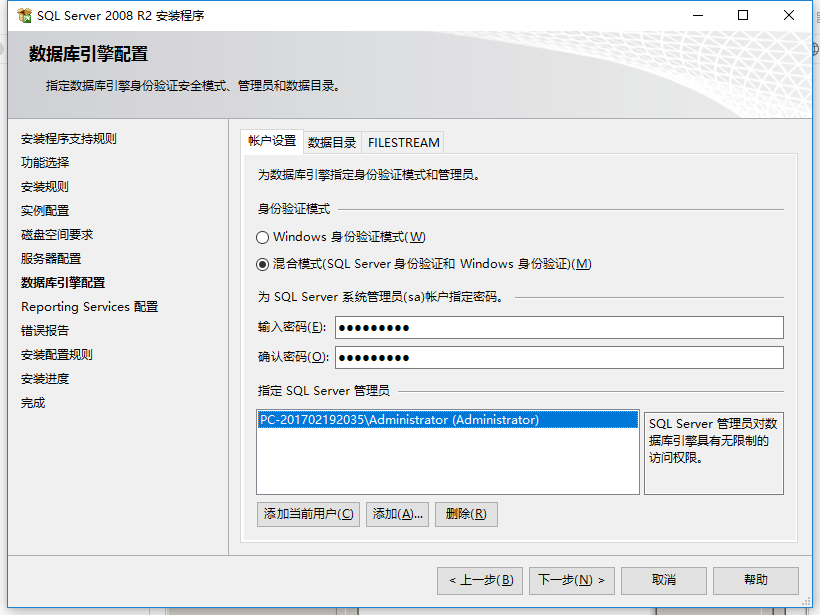 SQL Server 2008 R2 安装程序
数据库引擎配置
指定数据库引擎身份验证安全模式、管理员和数据目录。
安装程序支持规则
功能选择
安装规则
实例配置
磁盘空间要求
服务器配置
数据库引擎配置
Reporting Services 配置
错误报告
安装配置规则
安装进度
完成
帐户设置 数据目录 FILESTREAM
为数据库引擎指定身份验证模式和管理员。
身份验证模式
Windows 身份验证模式(W)
混合模式(SQL Server 身份验证和 Windows 身份验证)(M)
为 SQL Server 系统管理员(sa)帐户指定密码。
输入密码(E): ●●●●●●●●●
确认密码(O): ●●●●●●●●●
指定 SQL Server 管理员
PC-201702192035\Administrator (Administrator)
SQL Server 管理员对数
据库引擎具有无限制的
访问权限。
添加当前用户(C) 添加(A)... 删除(R)
< 上一步(B) 下一步(N) > 取消 帮助